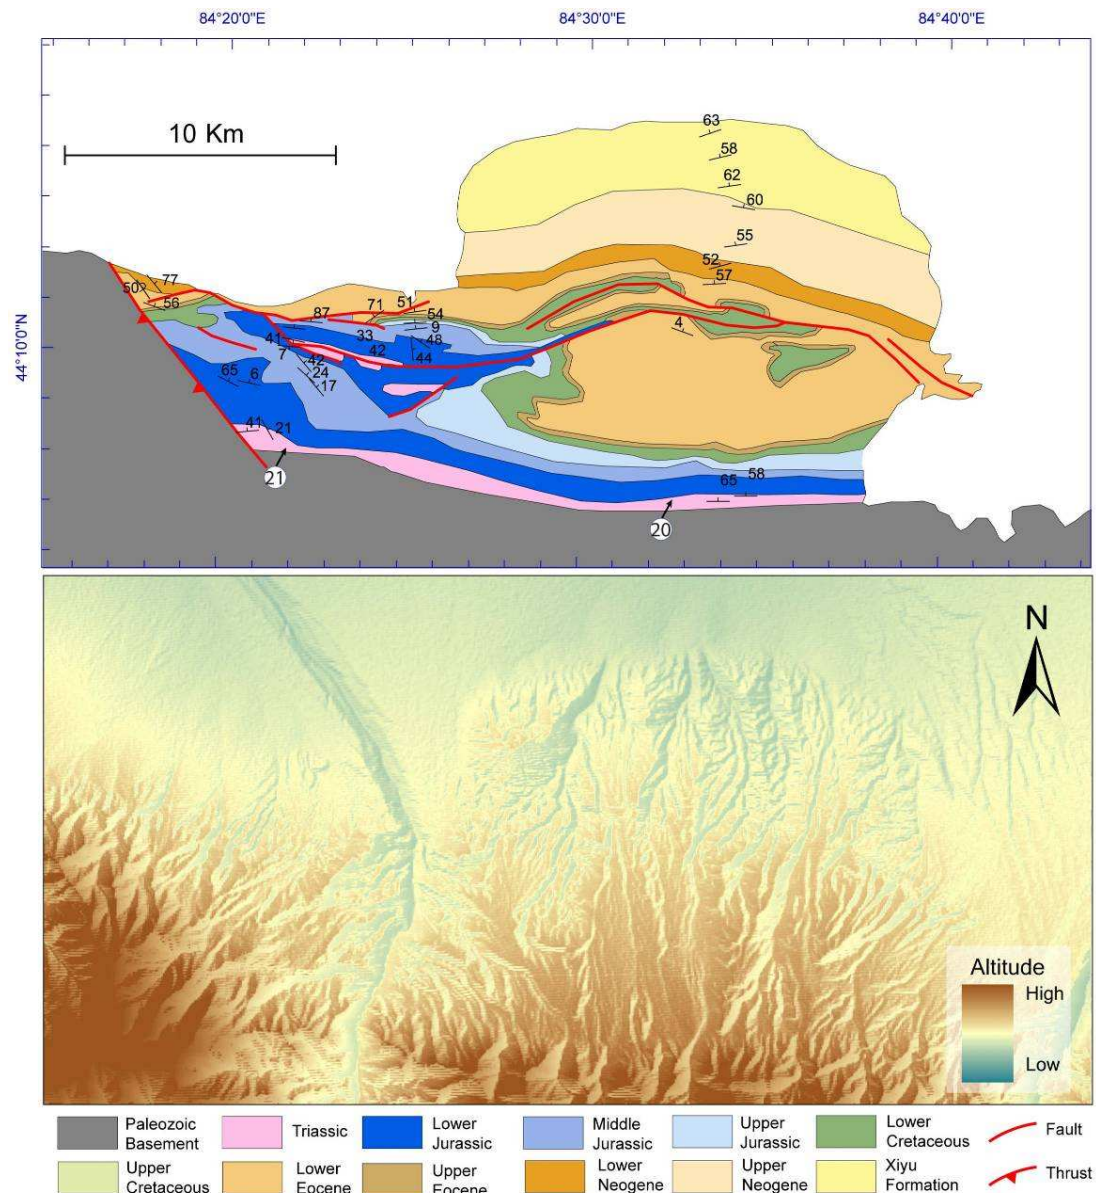 84°20'0"E 84°30'0"E 84°40'0"E
44°10'0"N
10 Km
63
58
62
60
55
52
57
77
50?
56
51
71
54
87
9
33
48
41
7
42
44
42
24
17
65
6
4
41
21
21
65
58
20
N
Altitude
High
Low
Paleozoic Basement
Triassic
Lower Jurassic
Middle Jurassic
Upper Jurassic
Lower Cretaceous
Fault
Upper Cretaceous
Lower Eocene
Upper Eocene
Lower Neogene
Upper Neogene
Xiyu Formation
Thrust